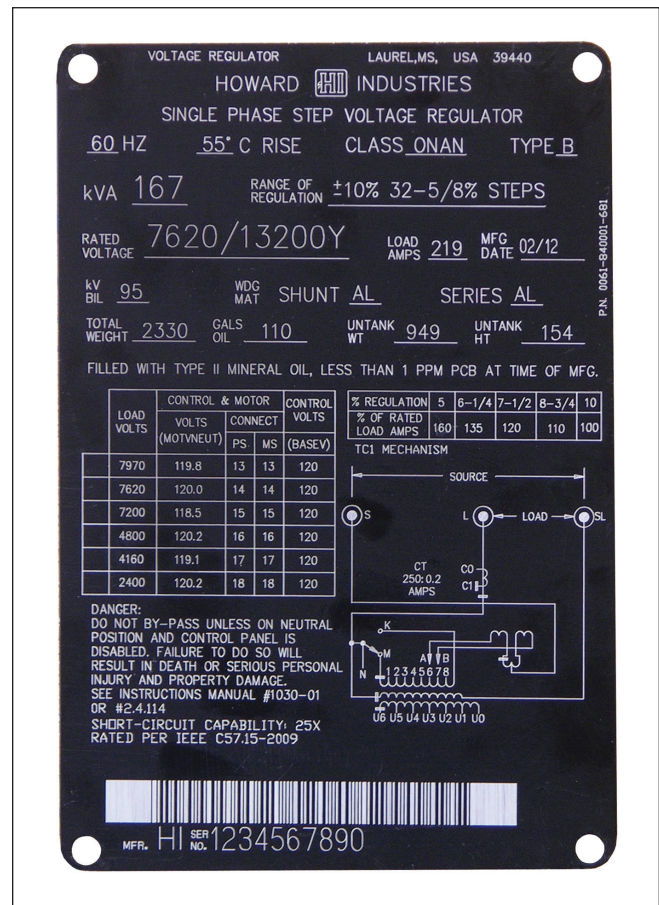 VOLTAGE REGULATOR LAUREL,MS, USA 39440
HOWARD HI INDUSTRIES
SINGLE PHASE STEP VOLTAGE REGULATOR
60 HZ 55° C RISE CLASS ONAN TYPE B
kVA 167 RANGE OF REGULATION ±10% 32-5/8% STEPS
RATED VOLTAGE 7620/13200Y LOAD AMPS 219 MFG DATE 02/12
P.N. 0061-840001-681
kV BIL 95 WDG MAT SHUNT AL SERIES AL
TOTAL WEIGHT 2330 GALS OIL 110 UNTANK WT 949 UNTANK HT 154
FILLED WITH TYPE II MINERAL OIL, LESS THAN 1 PPM PCB AT TIME OF MFG.
LOAD VOLTS CONTROL & MOTOR CONTROL VOLTS
VOLTS (MOTVNEUT) CONNECT
PS MS (BASEV)
7970 119.8 13 13 120
7620 120.0 14 14 120
7200 118.5 15 15 120
4800 120.2 16 16 120
4160 119.1 17 17 120
2400 120.2 18 18 120
% REGULATION 5 6-1/4 7-1/2 8-3/4 10
% OF RATED LOAD AMPS 160 135 120 110 100
TC1 MECHANISM
SOURCE
S L LOAD SL
CT 250:0.2 AMPS
C0
C1
K
M
N
A B
1 2 3 4 5 6 7 8
U6 U5 U4 U3 U2 U1 U0
DANGER:
DO NOT BY-PASS UNLESS ON NEUTRAL
POSITION AND CONTROL PANEL IS
DISABLED. FAILURE TO DO SO WILL
RESULT IN DEATH OR SERIOUS PERSONAL
INJURY AND PROPERTY DAMAGE.
SEE INSTRUCTIONS MANUAL #1030-01
OR #2.4.114
SHORT-CIRCUIT CAPABILITY: 25X
RATED PER IEEE C57.15-2009
MFR. HI SER NO. 1234567890